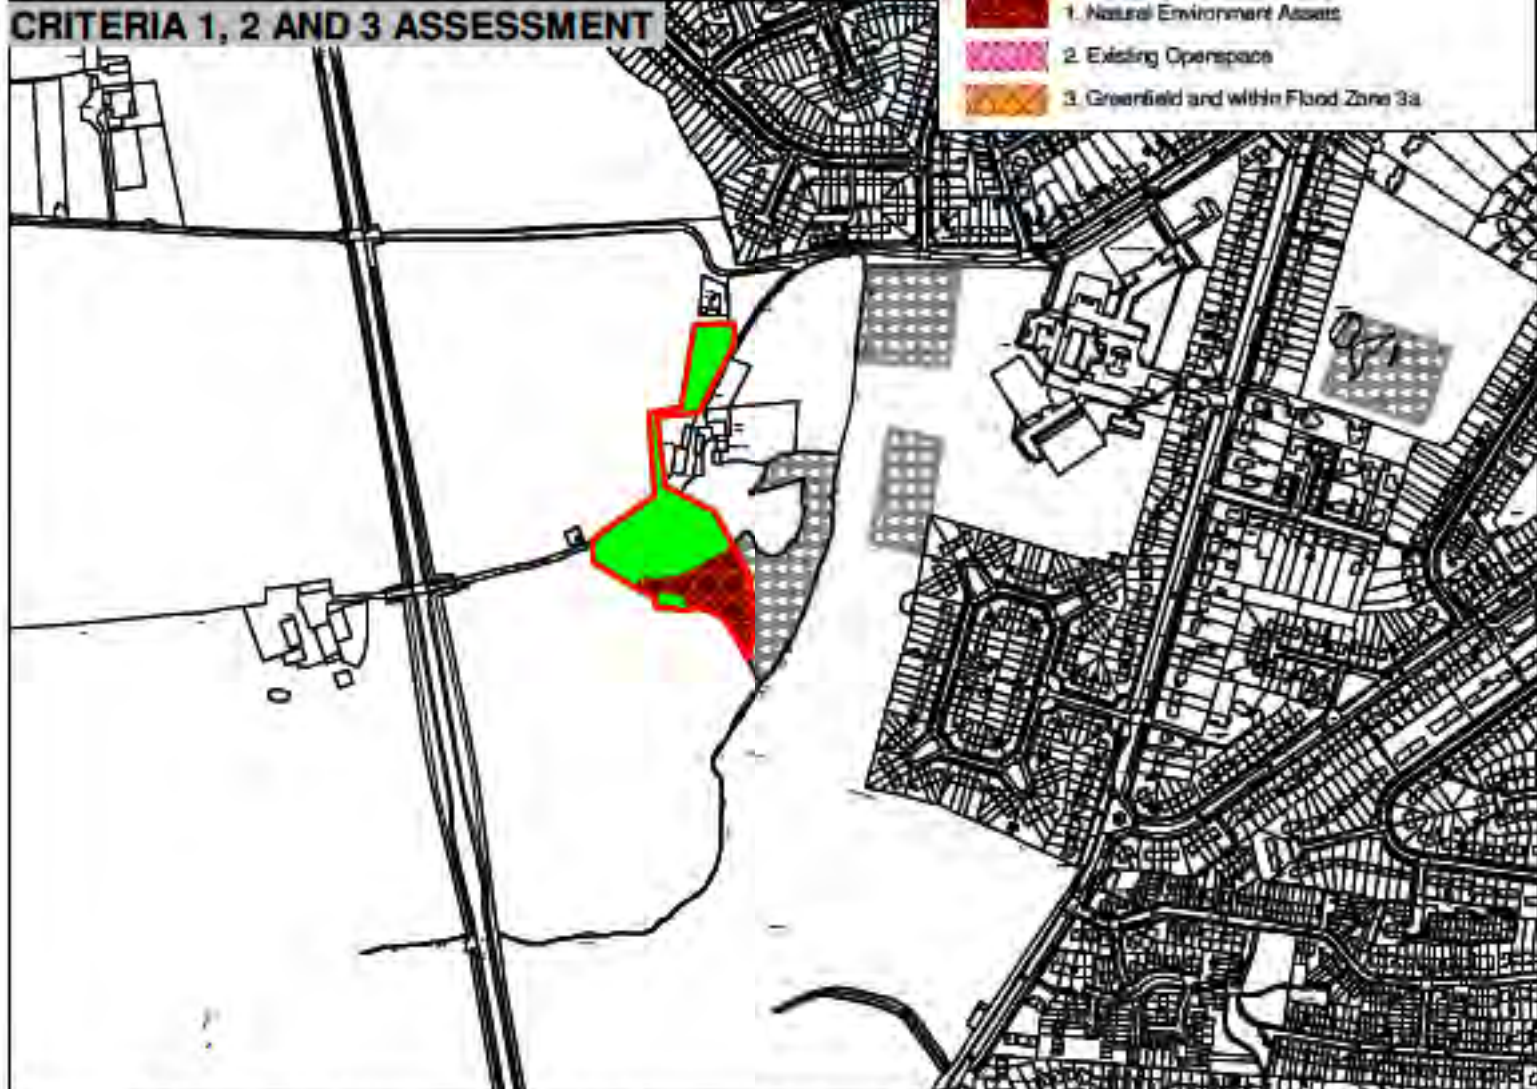 CRITERIA 1, 2 AND 3 ASSESSMENT
1. Natural Environment Assets
2. Existing Openspace
3. Greenfield and within Flood Zone 3a